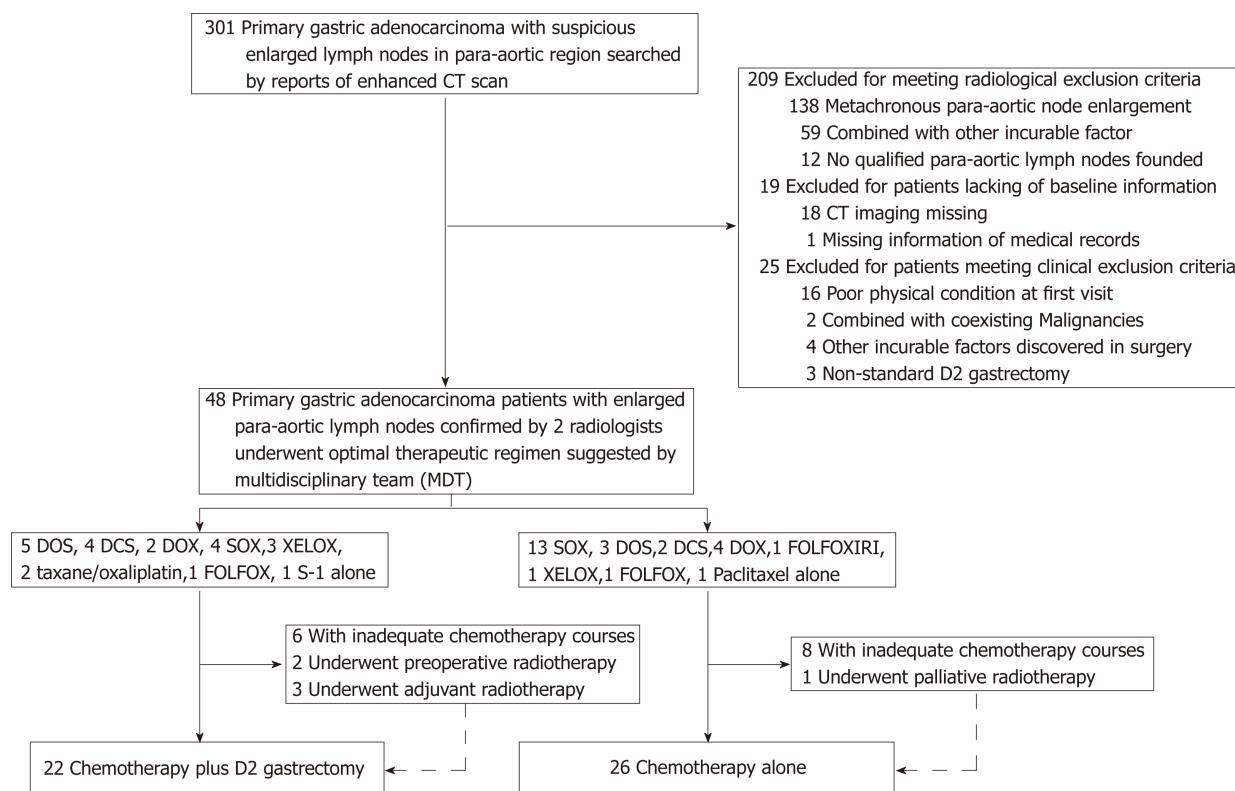 301 Primary gastric adenocarcinoma with suspicious
enlarged lymph nodes in para-aortic region searched
by reports of enhanced CT scan
209 Excluded for meeting radiological exclusion criteria
138 Metachronous para-aortic node enlargement
59 Combined with other incurable factor
12 No qualified para-aortic lymph nodes founded
19 Excluded for patients lacking of baseline information
18 CT imaging missing
1 Missing information of medical records
25 Excluded for patients meeting clinical exclusion criteria
16 Poor physical condition at first visit
2 Combined with coexisting Malignancies
4 Other incurable factors discovered in surgery
3 Non-standard D2 gastrectomy
48 Primary gastric adenocarcinoma patients with enlarged
para-aortic lymph nodes confirmed by 2 radiologists
underwent optimal therapeutic regimen suggested by
multidisciplinary team (MDT)
5 DOS, 4 DCS, 2 DOX, 4 SOX,3 XELOX,
2 taxane/oxaliplatin,1 FOLFOX, 1 S-1 alone
13 SOX, 3 DOS,2 DCS,4 DOX,1 FOLFOXIRI,
1 XELOX,1 FOLFOX, 1 Paclitaxel alone
6 With inadequate chemotherapy courses
2 Underwent preoperative radiotherapy
3 Underwent adjuvant radiotherapy
8 With inadequate chemotherapy courses
1 Underwent palliative radiotherapy
22 Chemotherapy plus D2 gastrectomy
26 Chemotherapy alone